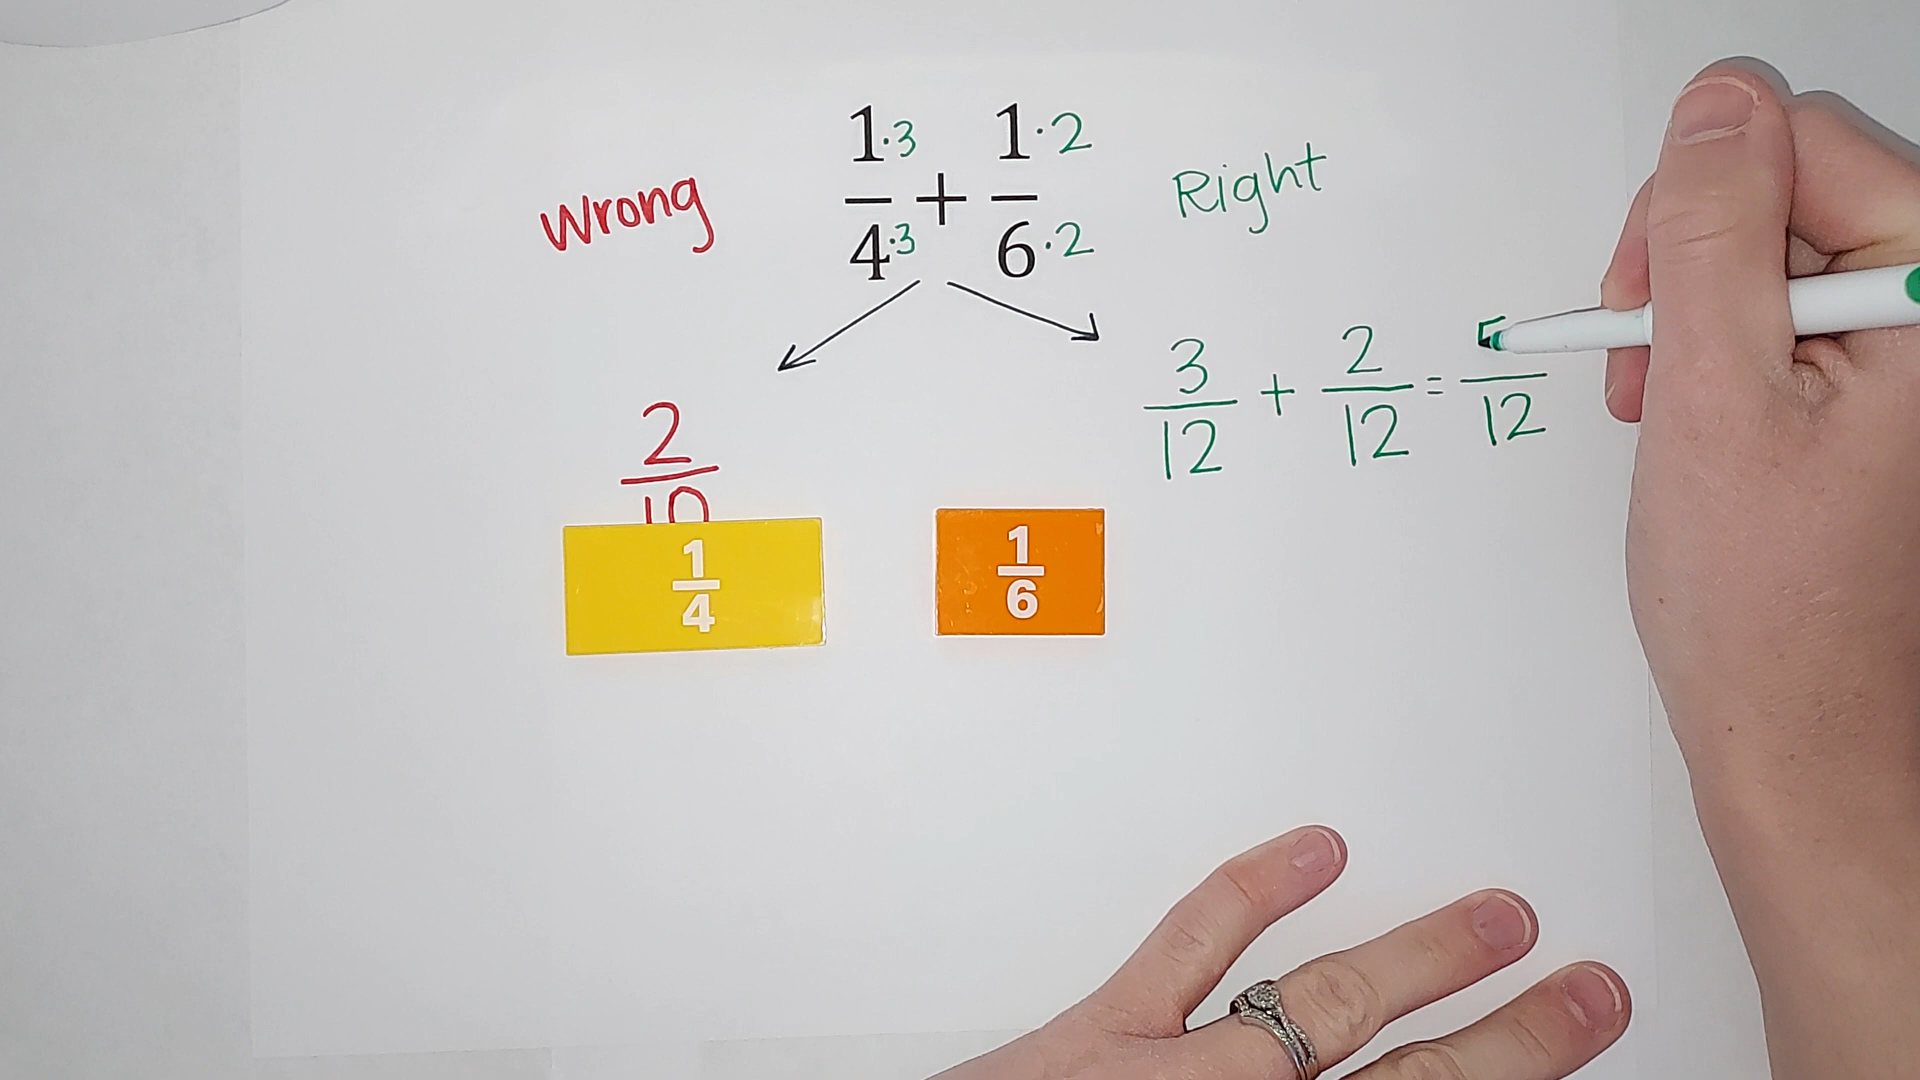 1·3 + 1·2
4·3   6·2
Wrong
Right
3/12 + 2/12 = 5/12
2/10
1/4
1/6